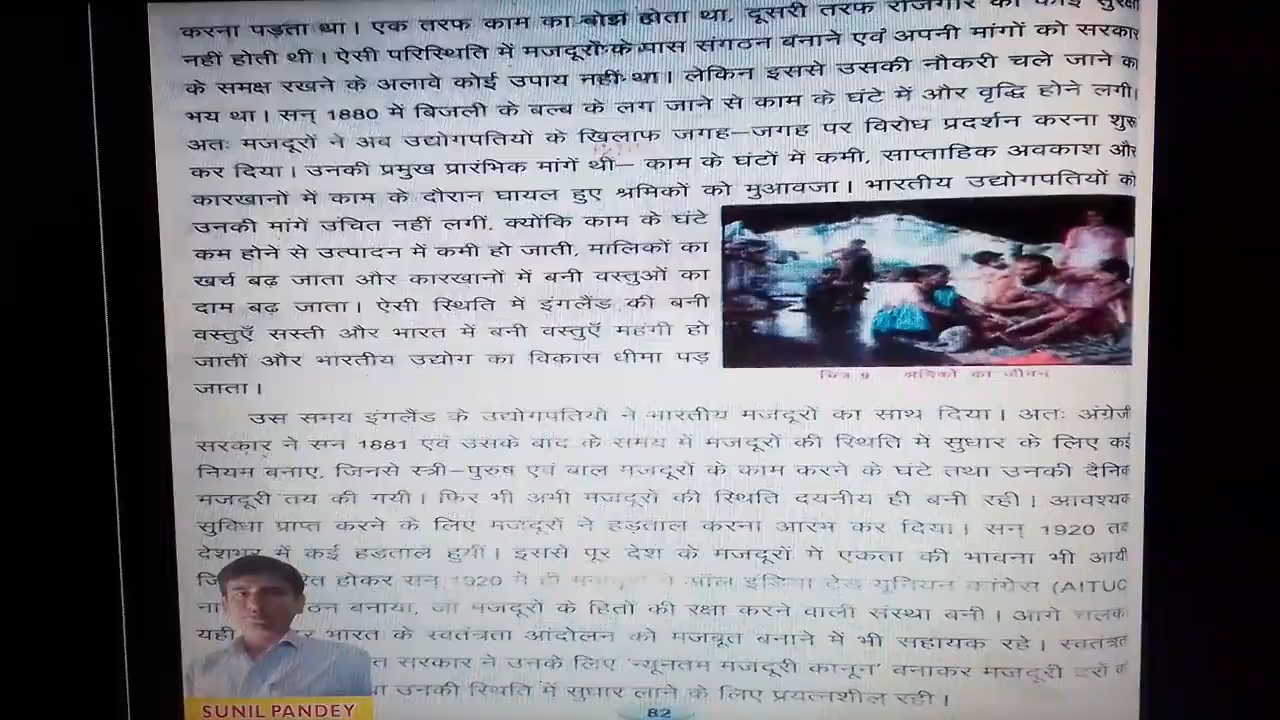 करना पड़ता था। एक तरफ काम का बोझ होता था, दूसरी तरफ रोजगार की कोई सुरक्षा
नहीं होती थी। ऐसी परिस्थिति में मजदूरों के पास संगठन बनाने एवं अपनी मांगों को सरकार
के समक्ष रखने के अलावे कोई उपाय नहीं था। लेकिन इससे उसकी नौकरी चले जाने का
भय था। सन् 1880 में बिजली के बल्ब के लग जाने से काम के घंटे में और वृद्धि होने लगी।
अतः मजदूरों ने अब उद्योगपतियों के खिलाफ जगह–जगह पर विरोध प्रदर्शन करना शुरू
कर दिया। उनकी प्रमुख प्रारंभिक मांगें थी– काम के घंटों में कमी, साप्ताहिक अवकाश और
कारखानों में काम के दौरान घायल हुए श्रमिकों को मुआवजा। भारतीय उद्योगपतियों को
उनकी मांगें उचित नहीं लगीं, क्योंकि काम के घंटे
कम होने से उत्पादन में कमी हो जाती, मालिकों का
खर्च बढ़ जाता और कारखानों में बनी वस्तुओं का
दाम बढ़ जाता। ऐसी स्थिति में इंगलैंड की बनी
वस्तुएँ सस्ती और भारत में बनी वस्तुएँ महंगी हो
जातीं और भारतीय उद्योग का विकास धीमा पड़
जाता।
चित्र 9 श्रमिकों का जीवन
उस समय इंगलैंड के उद्योगपतियों ने भारतीय मजदूरों का साथ दिया। अतः अंग्रेजी
सरकार ने सन 1881 एवं उसके बाद के समय में मजदूरों की स्थिति में सुधार के लिए कई
नियम बनाए, जिनसे स्त्री–पुरुष एवं बाल मजदूरों के काम करने के घंटे तथा उनकी दैनिक
मजदूरी तय की गयी। फिर भी अभी मजदूरों की स्थिति दयनीय ही बनी रही। आवश्यक
सुविधा प्राप्त करने के लिए मजदूरों ने हड़ताल करना आरंभ कर दिया। सन् 1920 तक
देशभर में कई हड़तालें हुयीं। इससे पूरे देश के मजदूरों में एकता की भावना भी आयी
होकर सन् 1920 में ही ने ऑल इंडिया ट्रेड यूनियन कांग्रेस (AITUC
बनाया, जो मजदूरों के हितों की रक्षा करने वाली संस्था बनी। आगे चलकर
यही भारत के स्वतंत्रता आंदोलन को मजबूत बनाने में भी सहायक रहे। स्वतंत्रता
सरकार ने उनके लिए 'न्यूनतम मजदूरी कानून' बनाकर मजदूरी दरों
उनकी स्थिति में सुधार लाने के लिए प्रयत्नशील रही।
82
SUNIL PANDEY